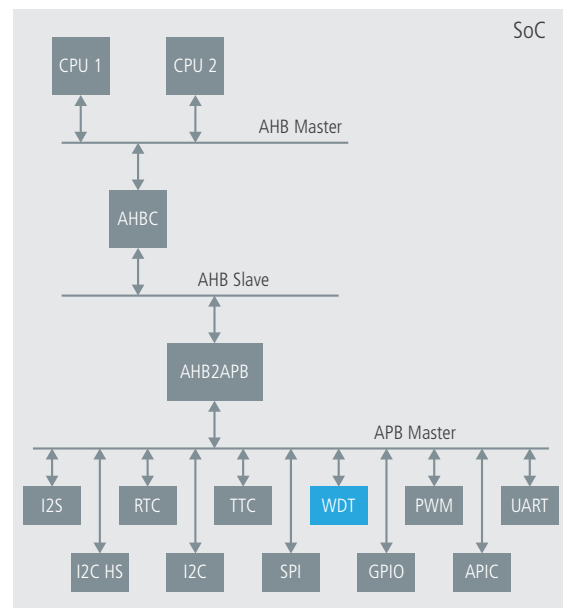 SoC
CPU 1
CPU 2
AHB Master
AHBC
AHB Slave
AHB2APB
APB Master
I2S
RTC
TTC
WDT
PWM
UART
I2C HS
I2C
SPI
GPIO
APIC